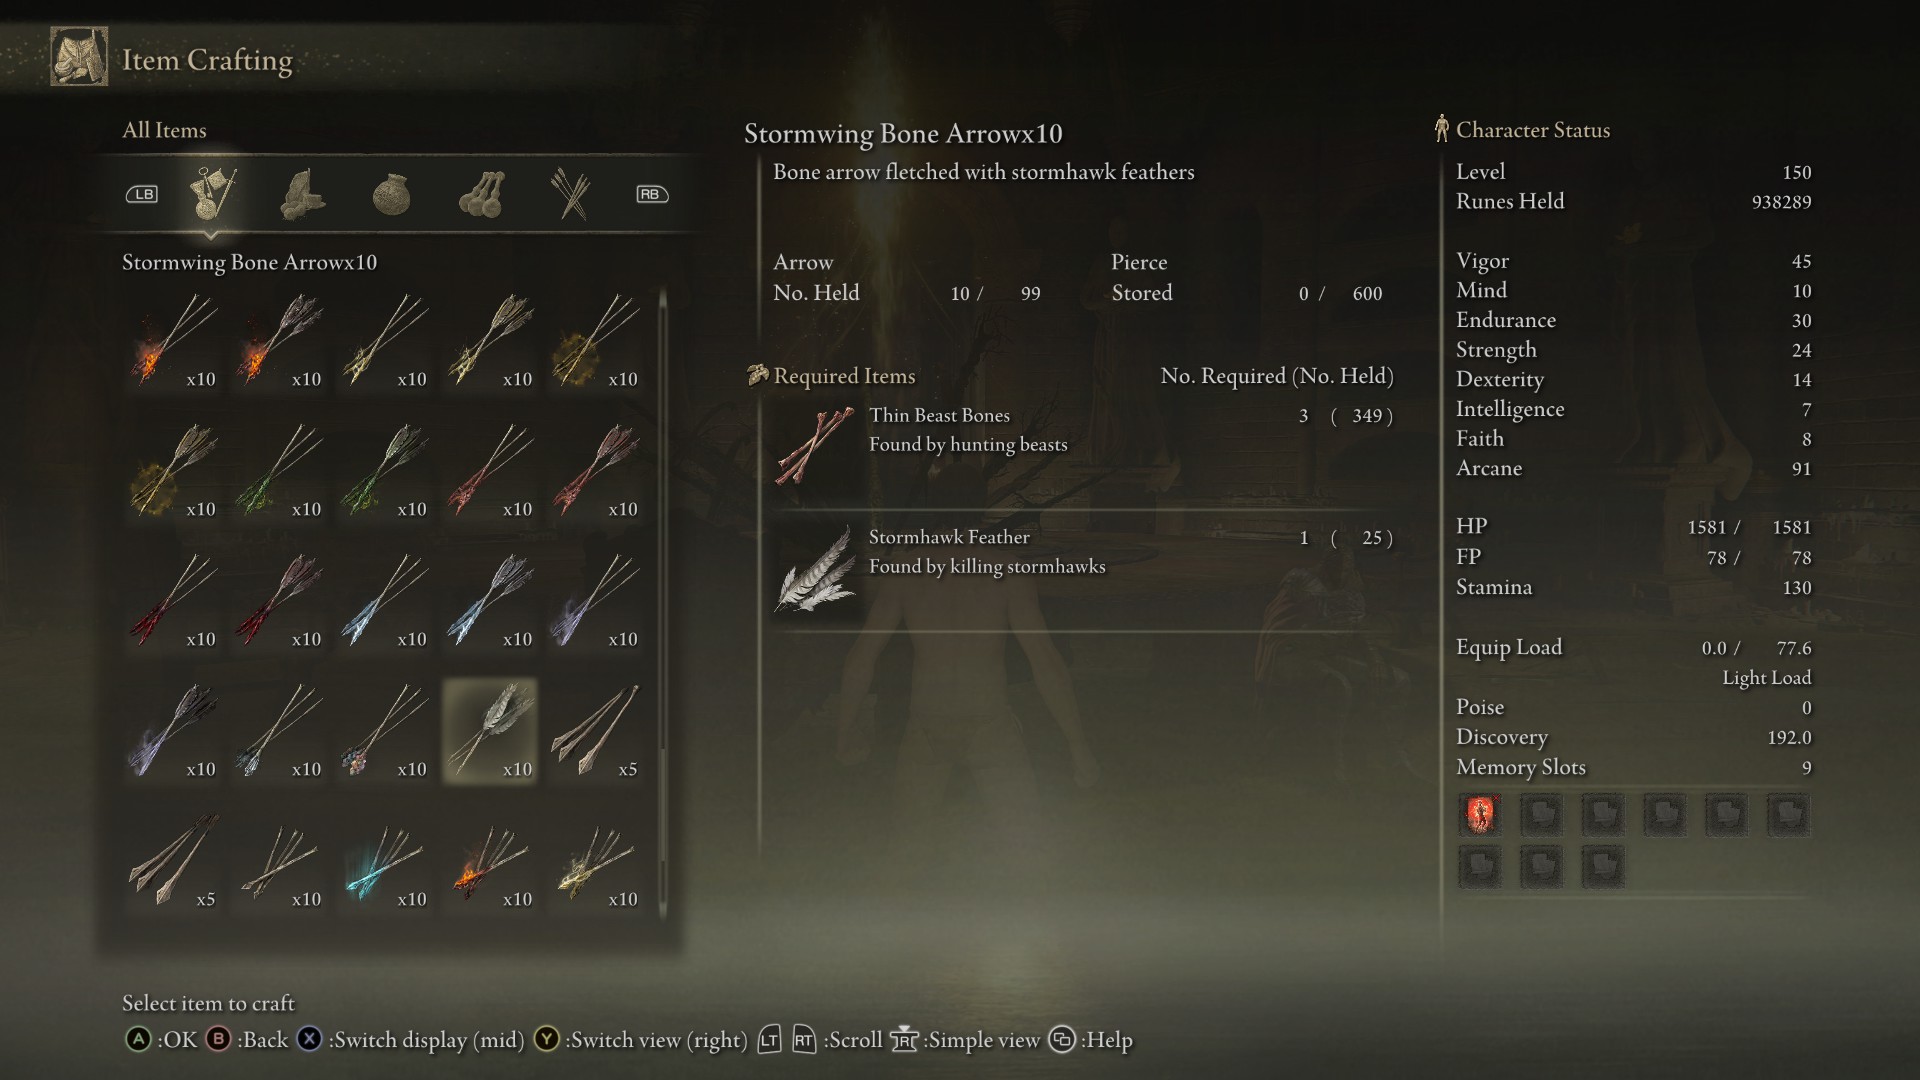 Item Crafting
All Items
LB
RB
Stormwing Bone Arrowx10
x10 x10 x10 x10 x10
x10 x10 x10 x10 x10
x10 x10 x10 x10 x10
x10 x10 x10 x10 x5
x5 x10 x10 x10 x10
Stormwing Bone Arrowx10
Bone arrow fletched with stormhawk feathers
Arrow Pierce
No. Held 10 / 99 Stored 0 / 600
Required Items No. Required (No. Held)
Thin Beast Bones 3 ( 349 )
Found by hunting beasts
Stormhawk Feather 1 ( 25 )
Found by killing stormhawks
Character Status
Level 150
Runes Held 938289
Vigor 45
Mind 10
Endurance 30
Strength 24
Dexterity 14
Intelligence 7
Faith 8
Arcane 91
HP 1581 / 1581
FP 78 / 78
Stamina 130
Equip Load 0.0 / 77.6
Light Load
Poise 0
Discovery 192.0
Memory Slots 9
Select item to craft
A :OK B :Back X :Switch display (mid) Y :Switch view (right) LT RT :Scroll R :Simple view :Help